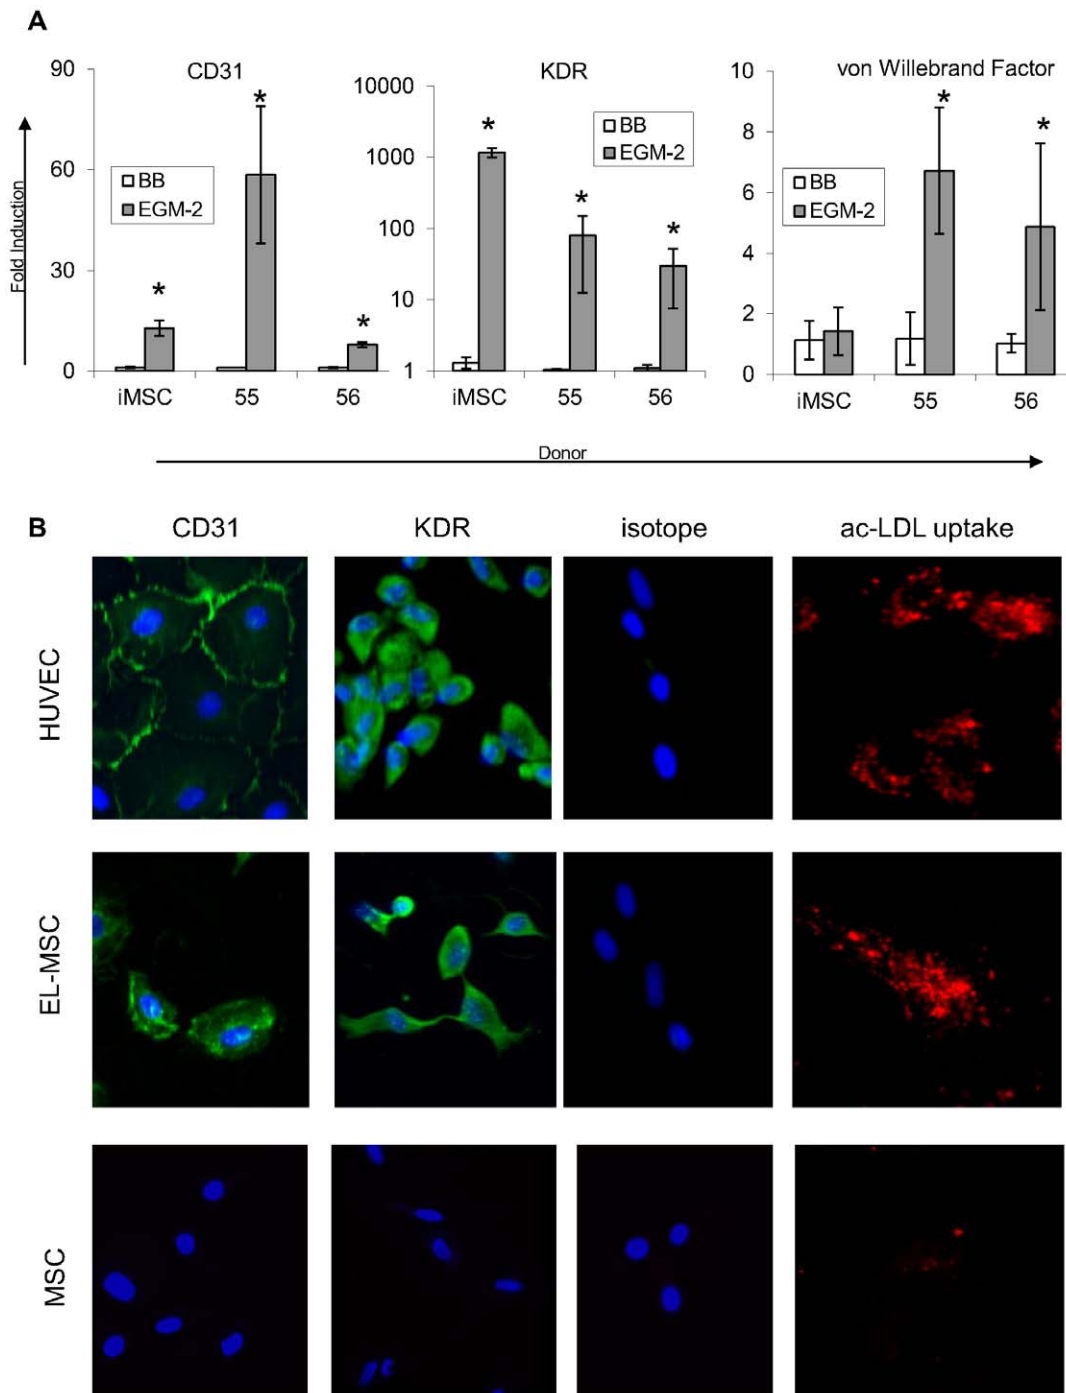 A
CD31
KDR
von Willebrand Factor
Fold Induction
90
60
30
0
BB
EGM-2
*
*
*
iMSC
55
56
10000
1000
100
10
1
BB
EGM-2
*
*
*
iMSC
55
56
10
8
6
4
2
0
BB
EGM-2
*
*
iMSC
55
56
Donor
B
CD31
KDR
isotope
ac-LDL uptake
HUVEC
EL-MSC
MSC